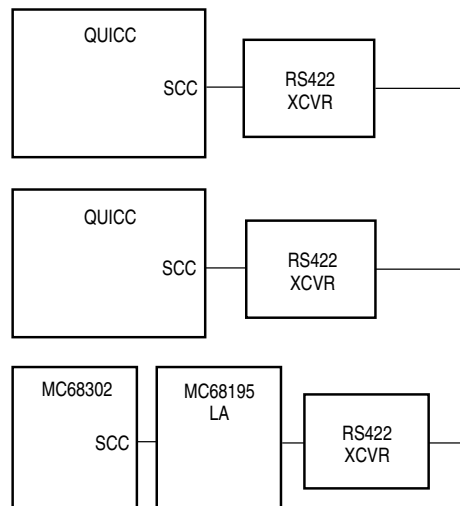 QUICC
SCC
RS422
XCVR
QUICC
SCC
RS422
XCVR
MC68302
SCC
MC68195
LA
RS422
XCVR